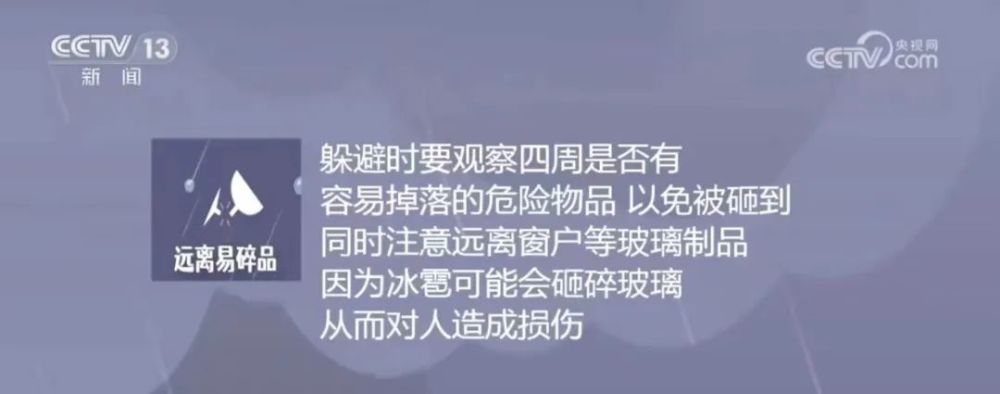 CCTV 13
新闻
央视网
CCTV com
躲避时要观察四周是否有
容易掉落的危险物品 以免被砸到
同时注意远离窗户等玻璃制品
因为冰雹可能会砸碎玻璃
从而对人造成损伤
远离易碎品